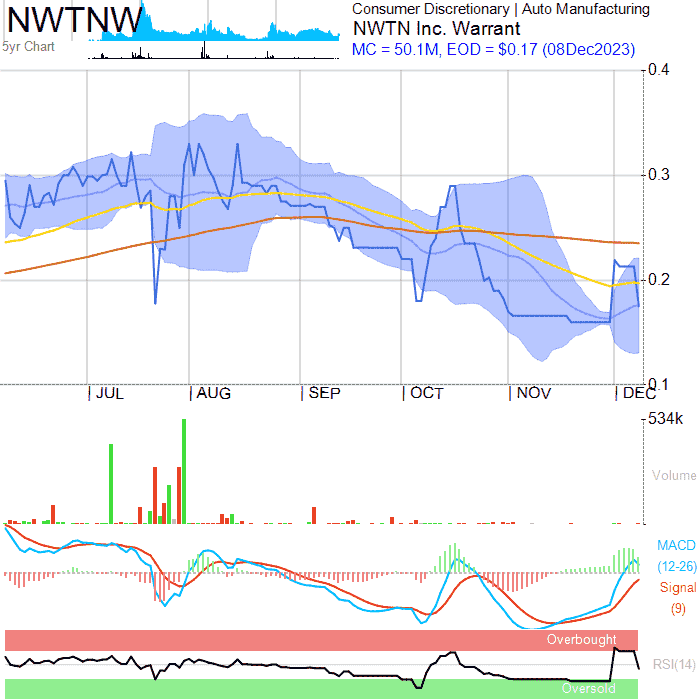 NWTNW
5yr Chart
Consumer Discretionary | Auto Manufacturing
NWTN Inc. Warrant
MC = 50.1M, EOD = $0.17 (08Dec2023)
0.4
0.3
0.2
0.1
JUL AUG SEP OCT NOV DEC
534k
Volume
MACD
(12-26)
Signal
(9)
Overbought
RSI(14)
Oversold